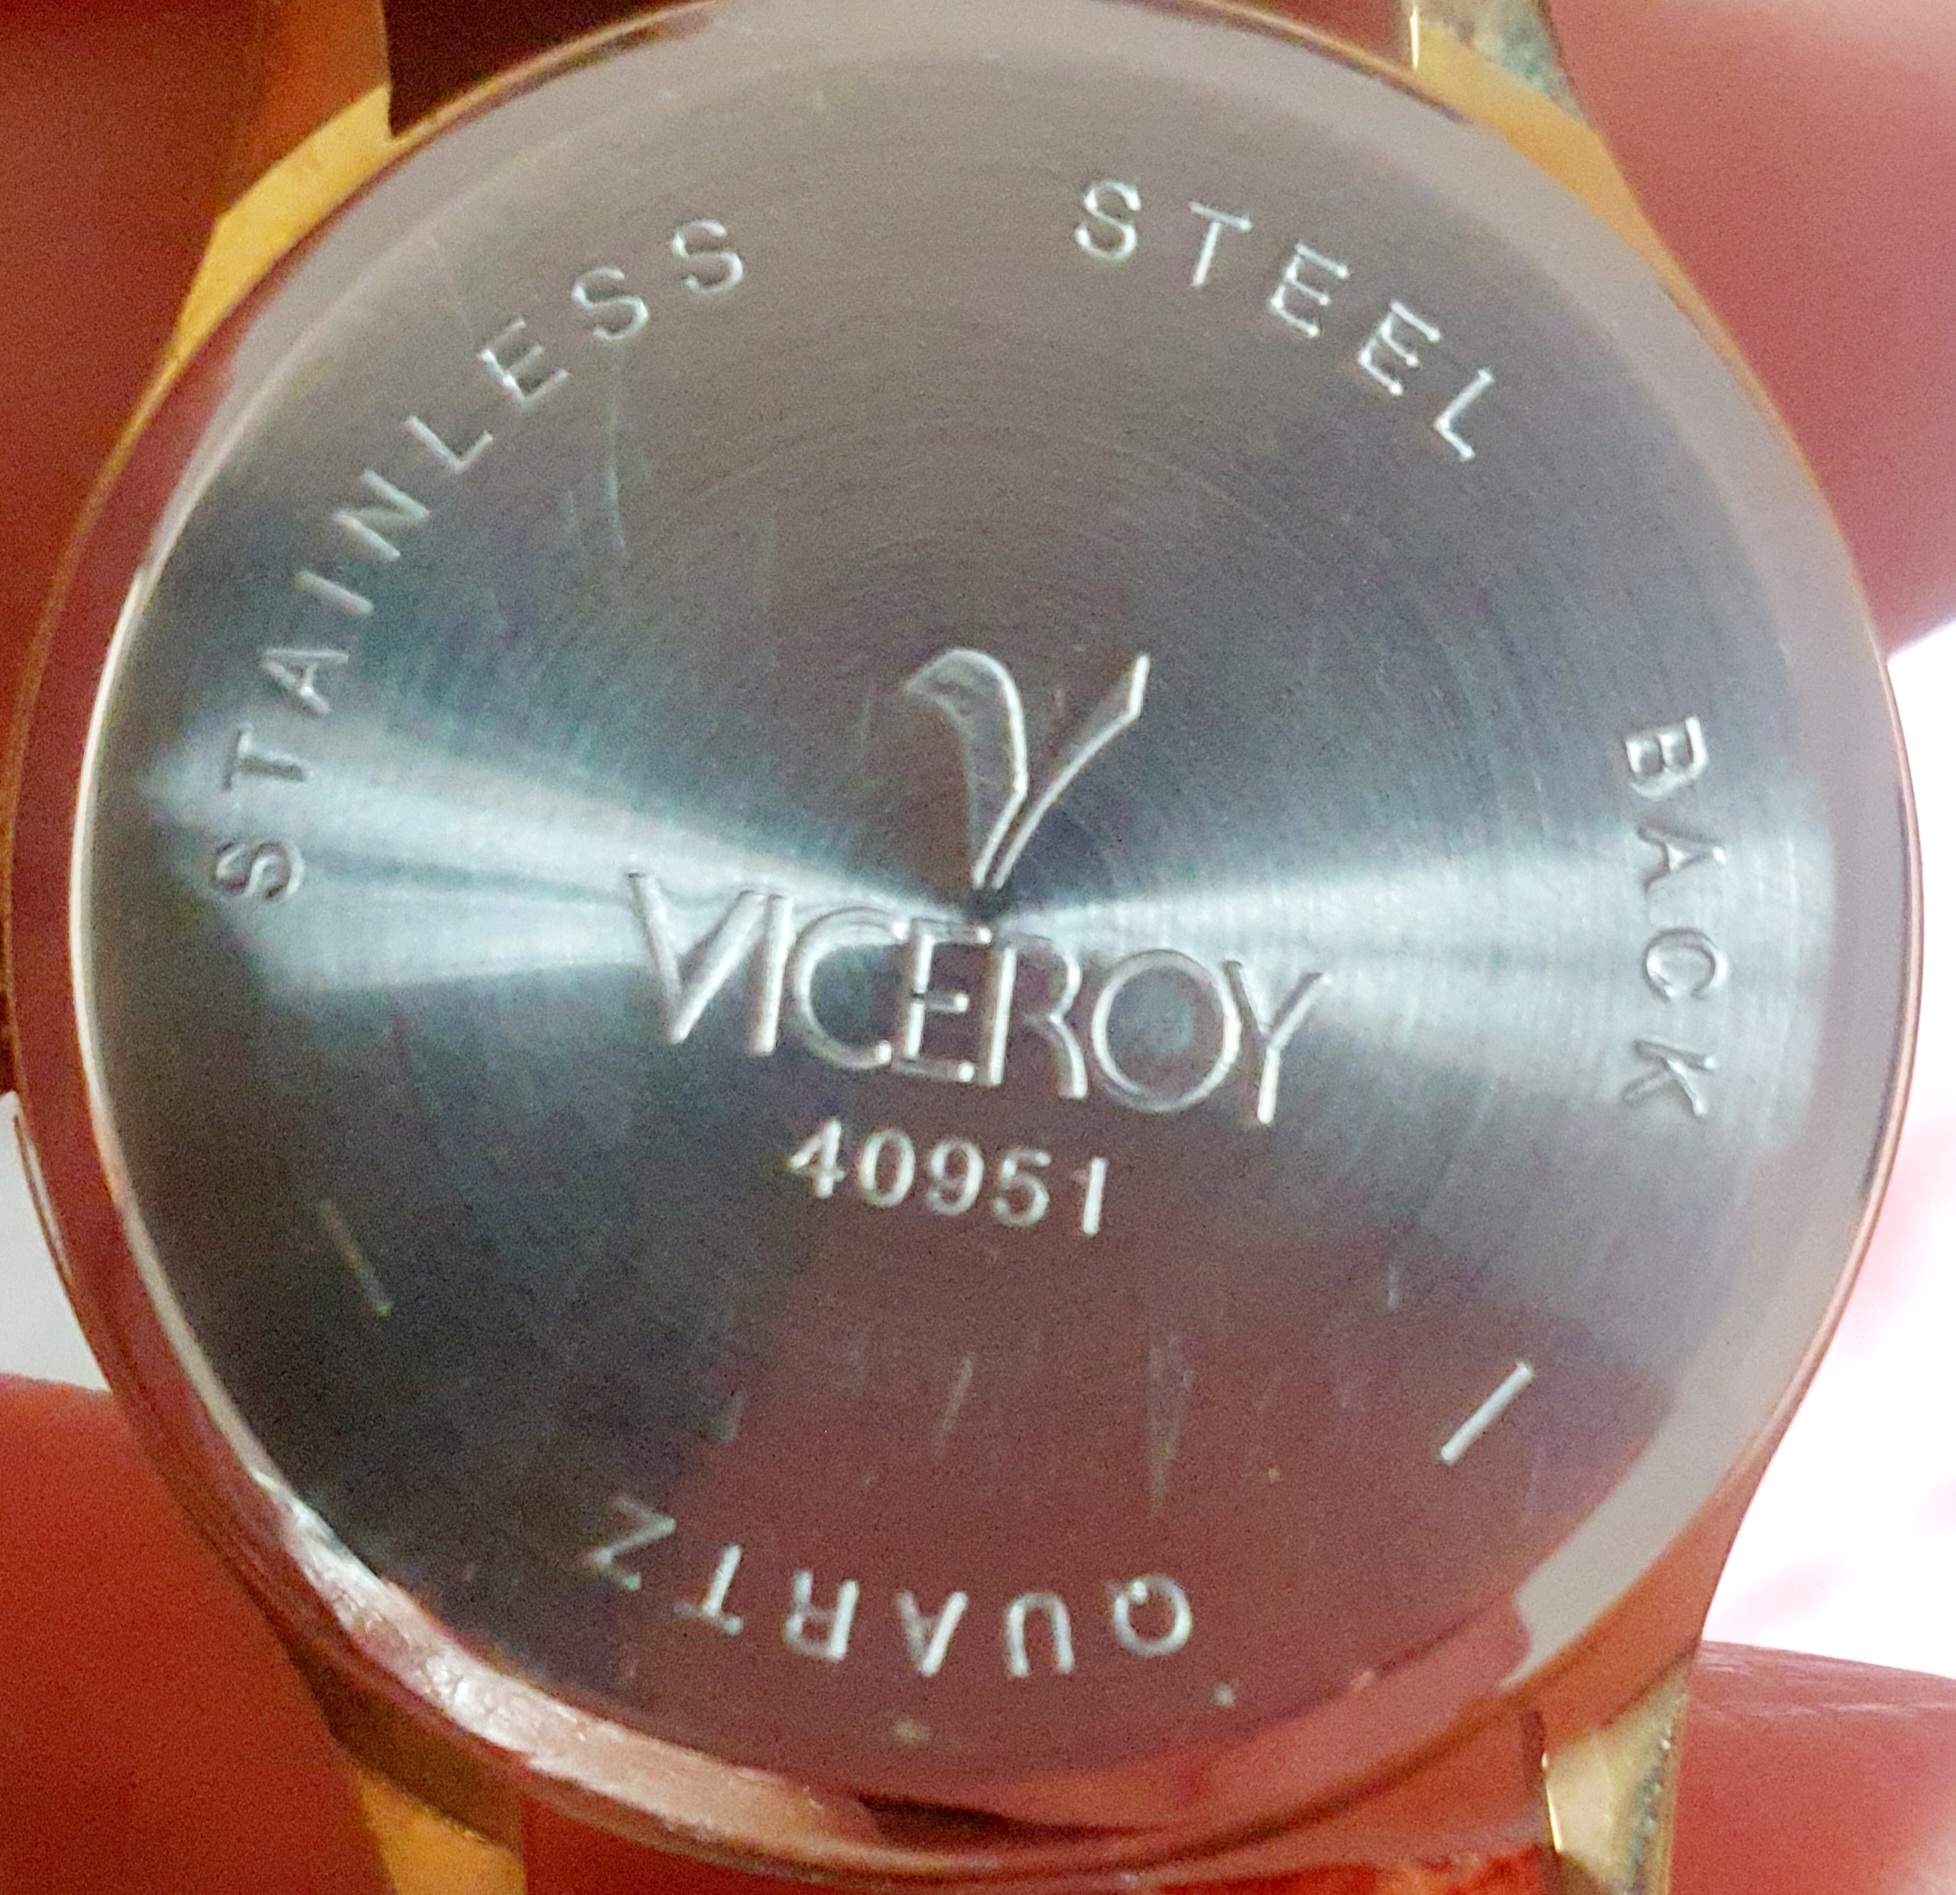 STAINLESS STEEL BACK
VICEROY
40951
QUARTZ